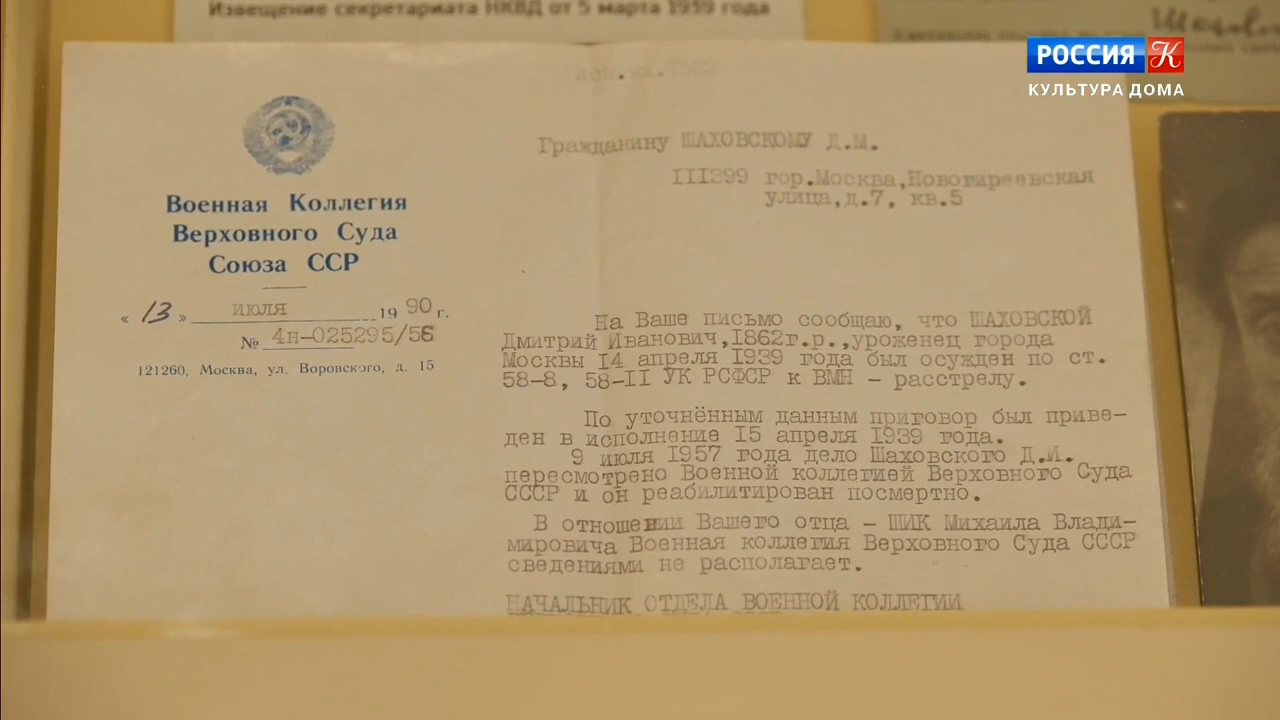 Извещение секретариата НКВД от 5 марта 1939 года
РОССИЯ К
КУЛЬТУРА ДОМА
Гражданину ШАХОВСКОМУ Д.М.
III399 гор.Москва,Новогиреевская
улица,д.7, кв.5
Военная Коллегия
Верховного Суда
Союза ССР
« 13 » июля 19 90 г.
№ 4н-025295/56
121260, Москва, ул. Воровского, д. 15
На Ваше письмо сообщаю, что ШАХОВСКОЙ
Дмитрий Иванович,1862г.р.,уроженец города
Москвы 14 апреля 1939 года был осужден по ст.
58-8, 58-II УК РСФСР к ВМН - расстрелу.
По уточнённым данным приговор был приве-
ден в исполнение 15 апреля 1939 года.
9 июля 1957 года дело Шаховского Д.И.
пересмотрено Военной коллегией Верховного Суда
СССР и он реабилитирован посмертно.
В отношении Вашего отца - ШИК Михаила Влади-
мировича Военная коллегия Верховного Суда СССР
сведениями не располагает.
НАЧАЛЬНИК ОТДЕЛА ВОЕННОЙ КОЛЛЕГИИ